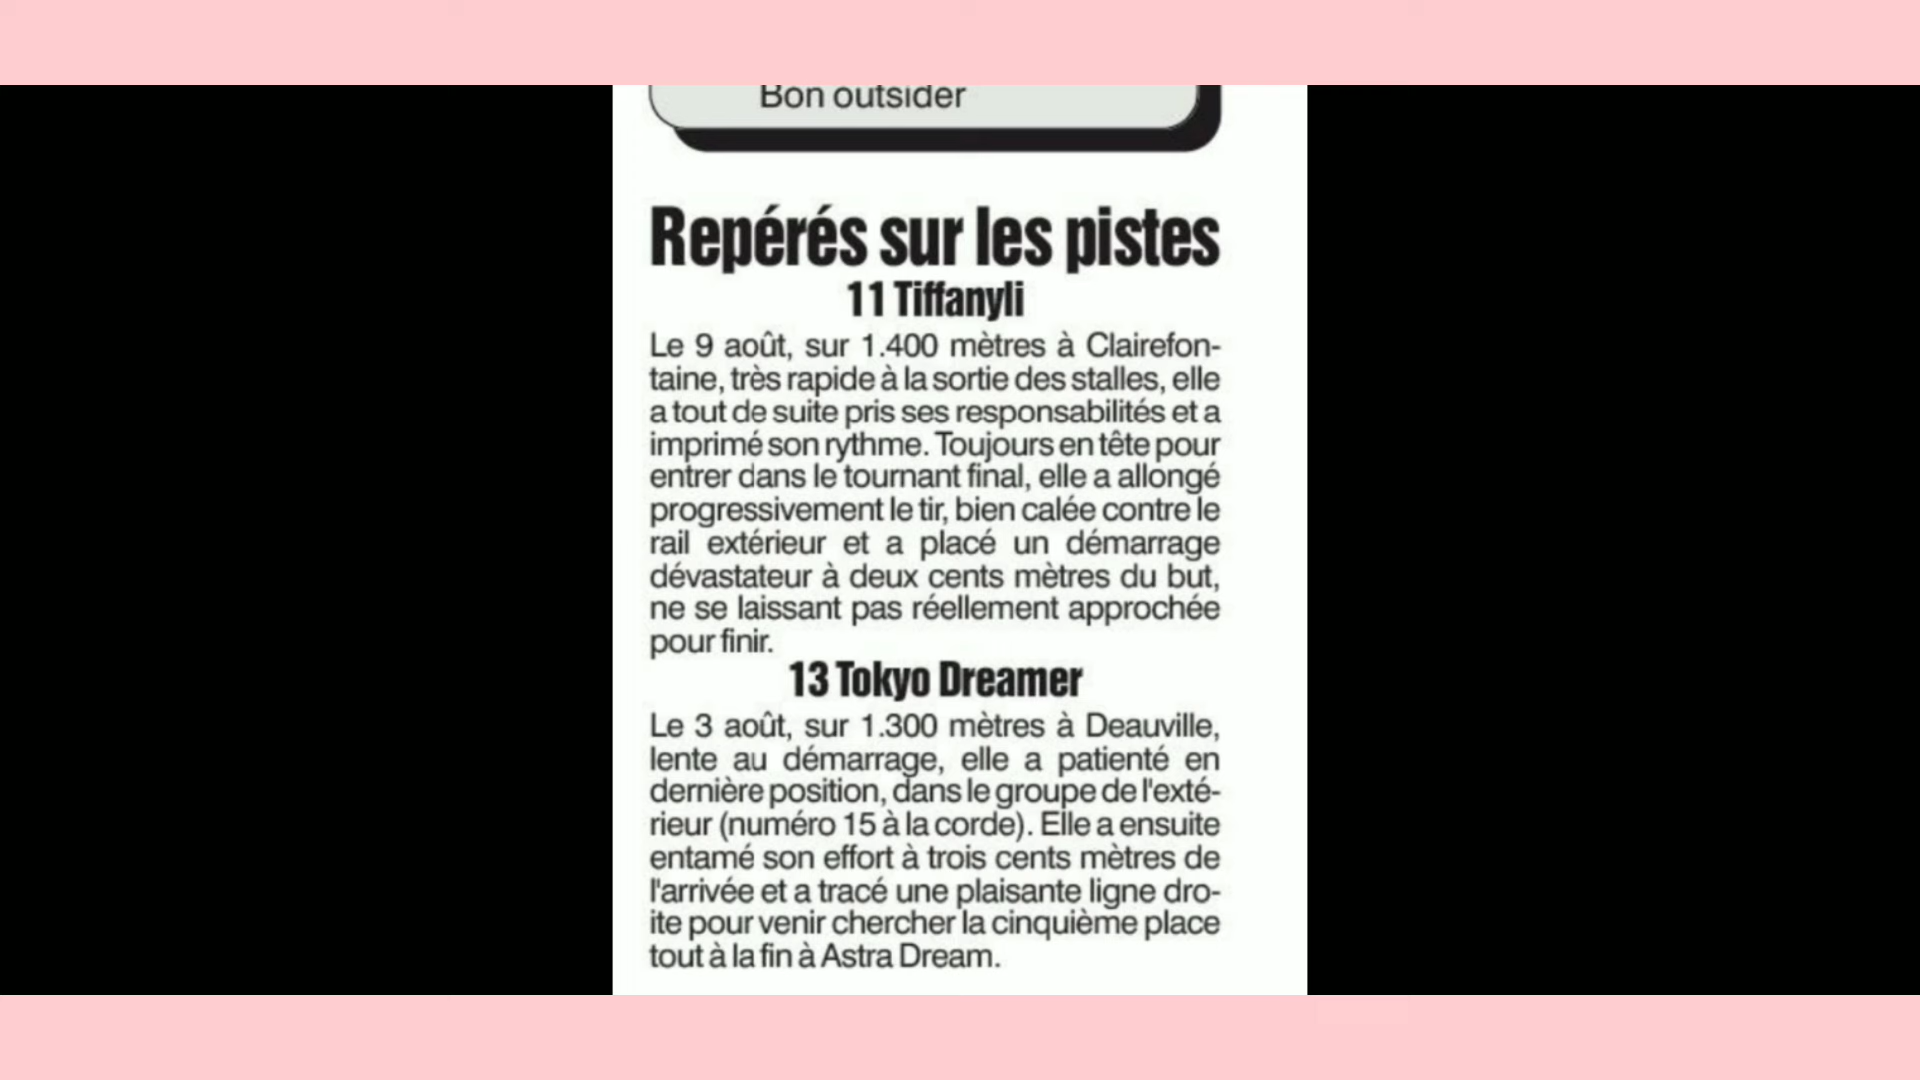 Bon outsider
Repérés sur les pistes
11 Tiffanyli
Le 9 août, sur 1.400 mètres à Clairefon-
taine, très rapide à la sortie des stalles, elle
a tout de suite pris ses responsabilités et a
imprimé son rythme. Toujours en tête pour
entrer dans le tournant final, elle a allongé
progressivement le tir, bien calée contre le
rail extérieur et a placé un démarrage
dévastateur à deux cents mètres du but,
ne se laissant pas réellement approchée
pour finir.
13 Tokyo Dreamer
Le 3 août, sur 1.300 mètres à Deauville,
lente au démarrage, elle a patienté en
dernière position, dans le groupe de l'exté-
rieur (numéro 15 à la corde). Elle a ensuite
entamé son effort à trois cents mètres de
l'arrivée et a tracé une plaisante ligne dro-
ite pour venir chercher la cinquième place
tout à la fin à Astra Dream.